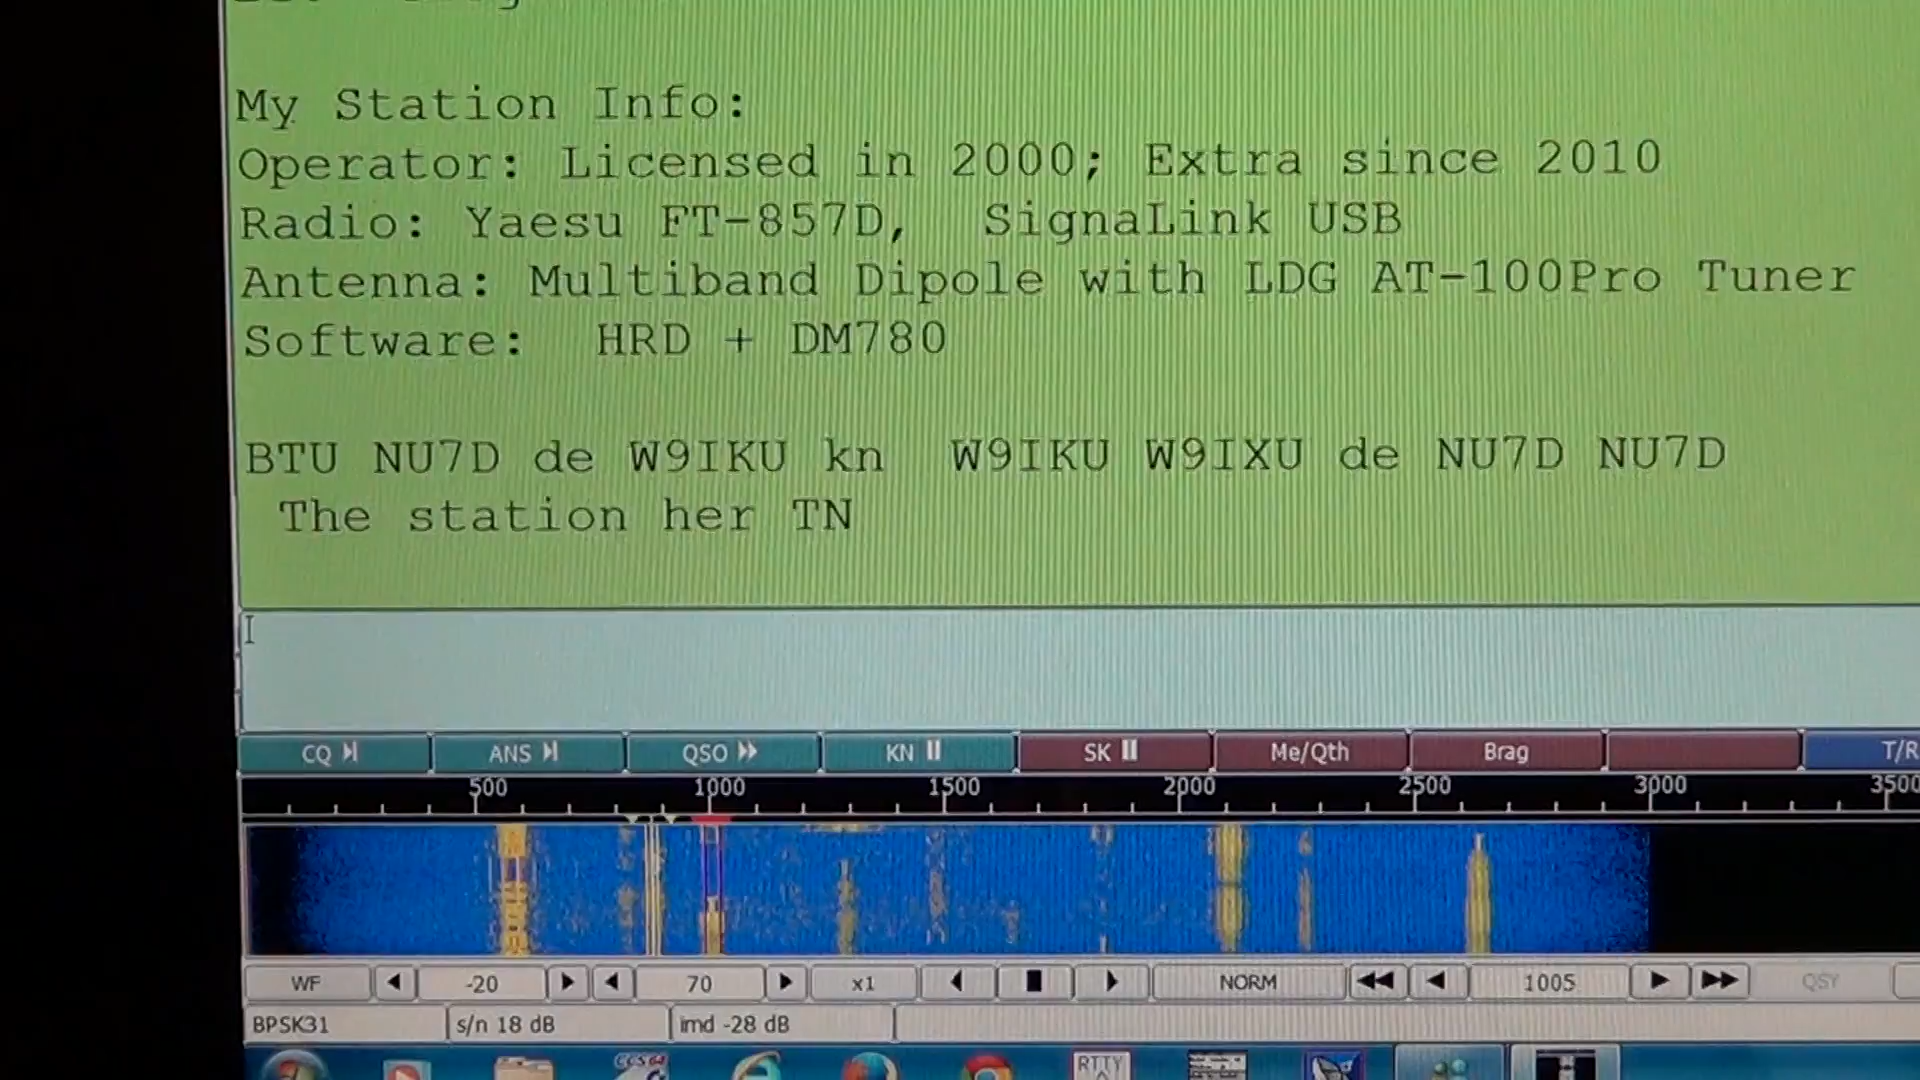 My Station Info:
Operator: Licensed in 2000; Extra since 2010
Radio: Yaesu FT-857D, SignaLink USB
Antenna: Multiband Dipole with LDG AT-100Pro Tuner
Software: HRD + DM780
BTU NU7D de W9IKU kn W9IKU W9IXU de NU7D NU7D
The station her TN
CQ ANS QSO KN SK Me/Qth Brag T/R
500 1000 1500 2000 2500 3000 3500
WF -20 70 x1 NORM 1005 QSY
BPSK31 s/n 18 dB imd -28 dB
RTTY